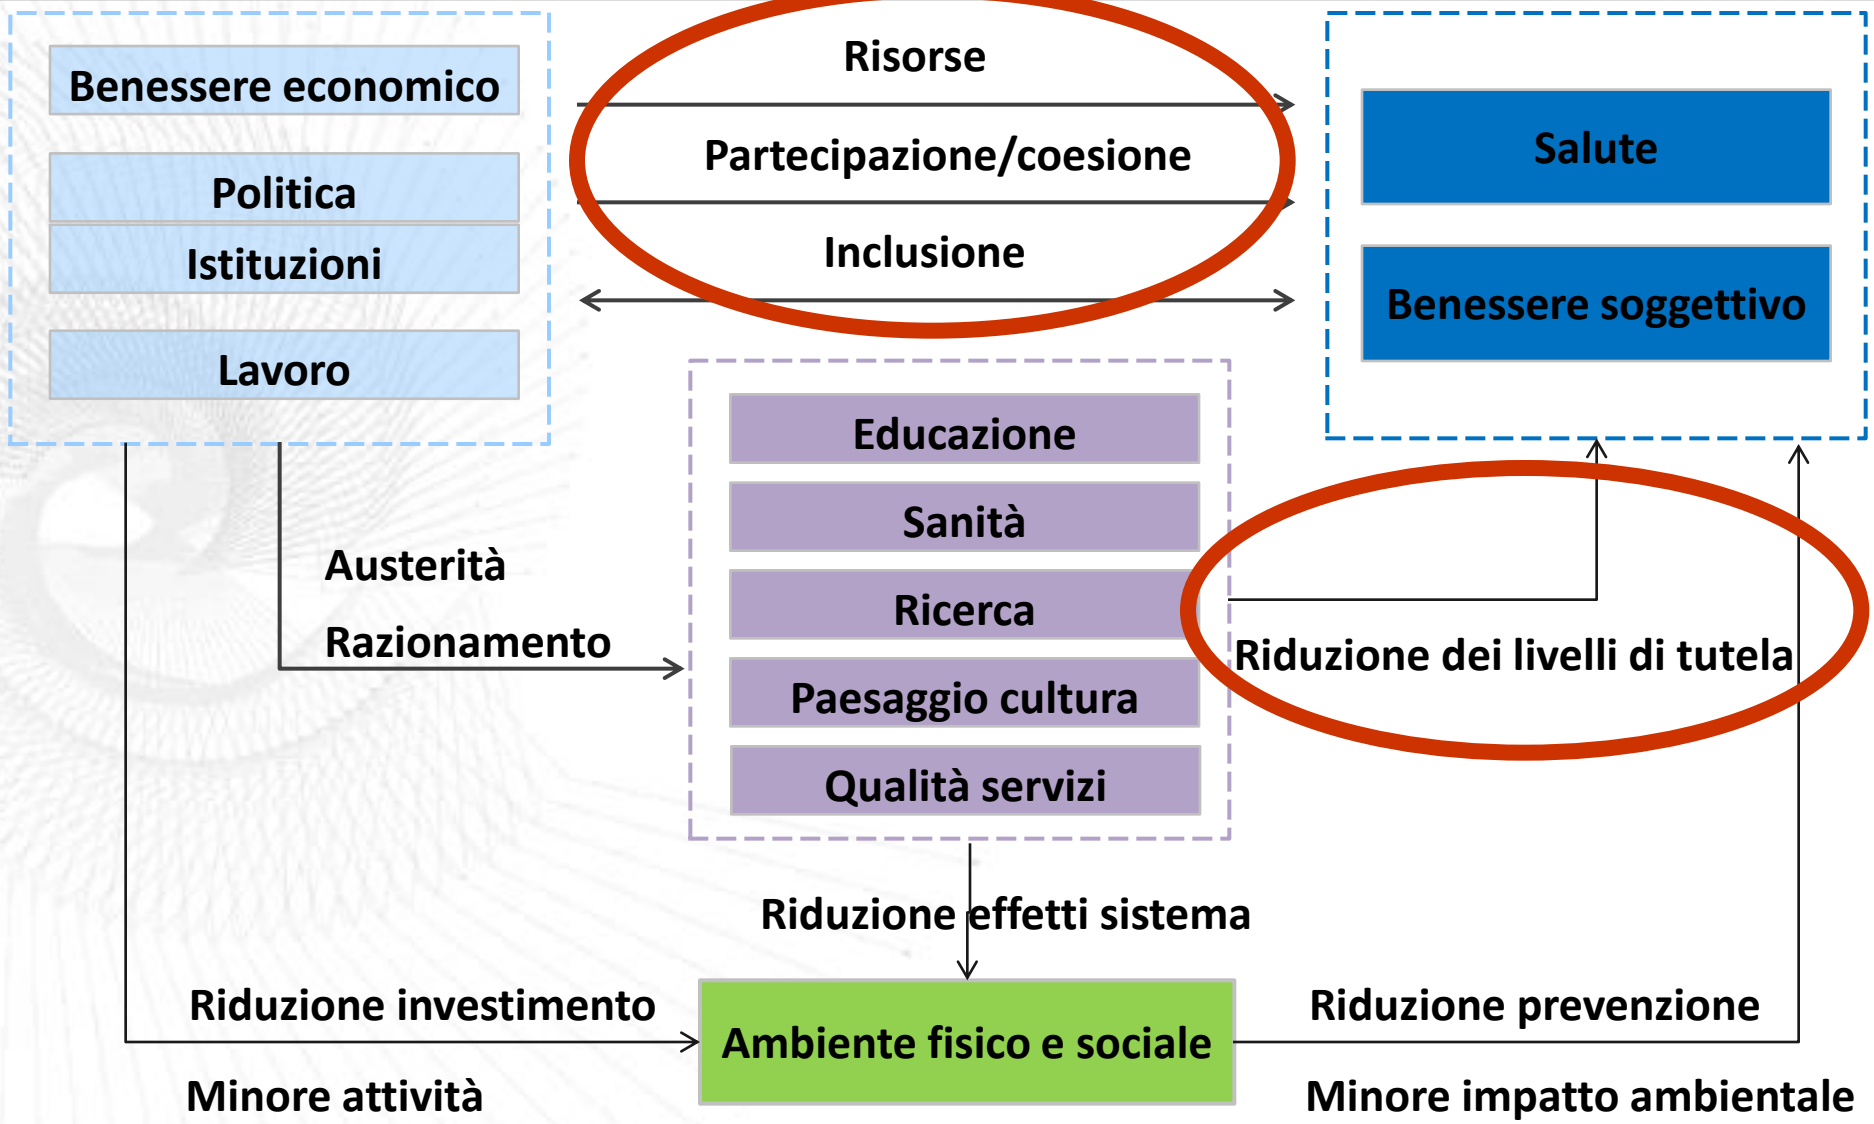 Benessere economico
Politica
Istituzioni
Lavoro
Risorse
Partecipazione/coesione
Inclusione
Salute
Benessere soggettivo
Educazione
Sanità
Ricerca
Paesaggio cultura
Qualità servizi
Austerità
Razionamento
Riduzione dei livelli di tutela
Riduzione effetti sistema
Riduzione investimento
Minore attività
Ambiente fisico e sociale
Riduzione prevenzione
Minore impatto ambientale